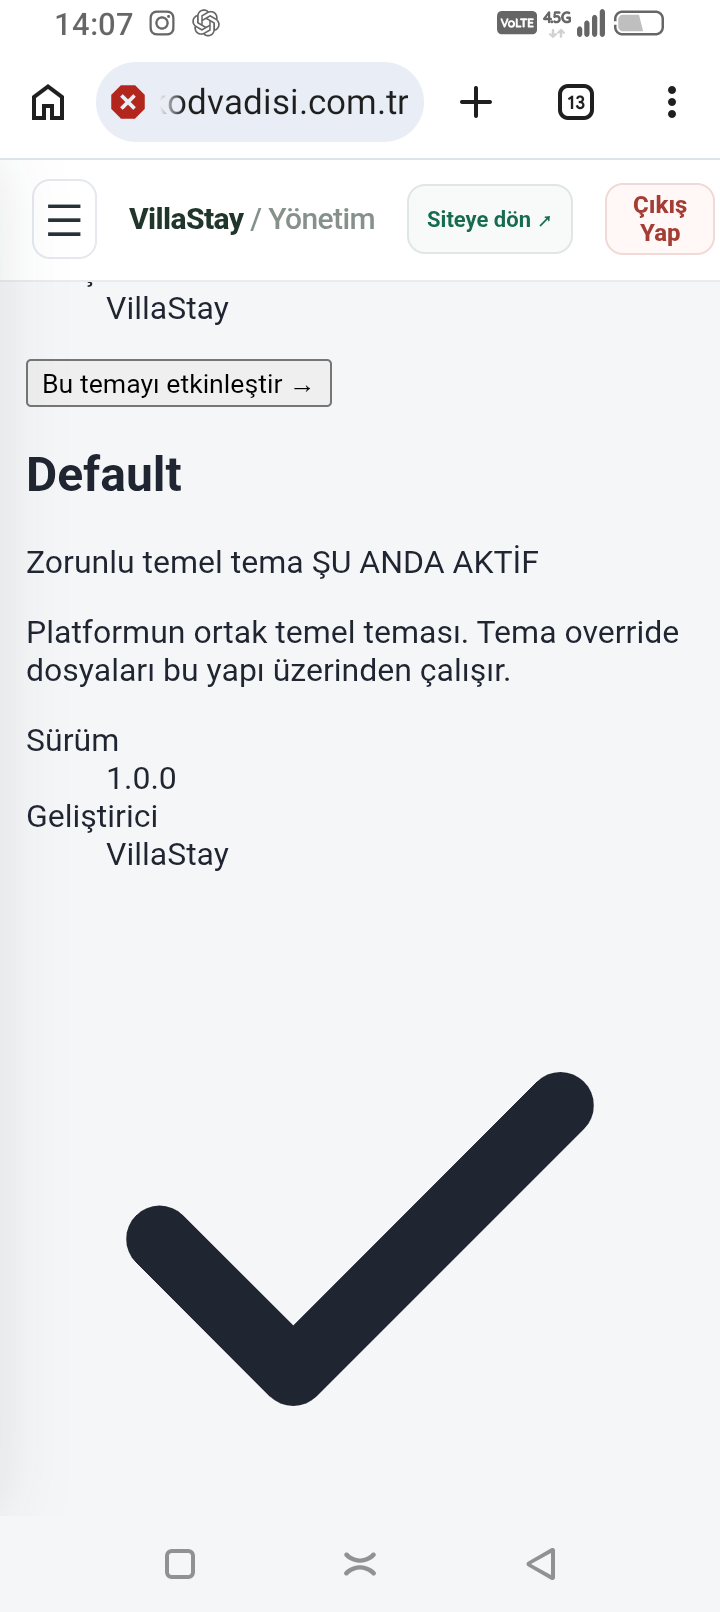 14:07
VoLTE 4.5G
odvadisi.com.tr
13
VillaStay / Yönetim
Siteye dön ↗
Çıkış
Yap
VillaStay
Bu temayı etkinleştir →
Default
Zorunlu temel tema ŞU ANDA AKTİF
Platformun ortak temel teması. Tema override
dosyaları bu yapı üzerinden çalışır.
Sürüm
1.0.0
Geliştirici
VillaStay